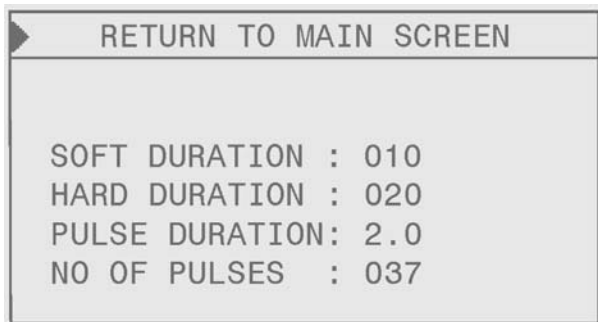 RETURN TO MAIN SCREEN
SOFT DURATION : 010
HARD DURATION : 020
PULSE DURATION: 2.0
NO OF PULSES : 037